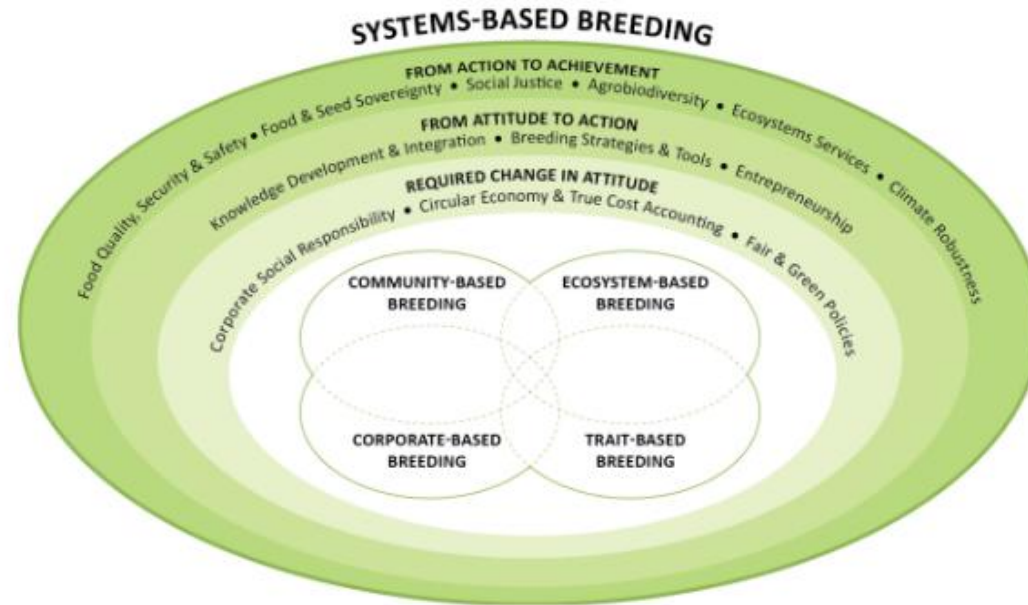 SYSTEMS-BASED BREEDING
FROM ACTION TO ACHIEVEMENT
Food Quality, Security & Safety • Food & Seed Sovereignty • Social Justice • Agrobiodiversity • Ecosystems Services • Climate Robustness
FROM ATTITUDE TO ACTION
Knowledge Development & Integration • Breeding Strategies & Tools • Entrepreneurship
REQUIRED CHANGE IN ATTITUDE
Corporate Social Responsibility • Circular Economy & True Cost Accounting • Fair & Green Policies
COMMUNITY-BASED
BREEDING
ECOSYSTEM-BASED
BREEDING
CORPORATE-BASED
BREEDING
TRAIT-BASED
BREEDING